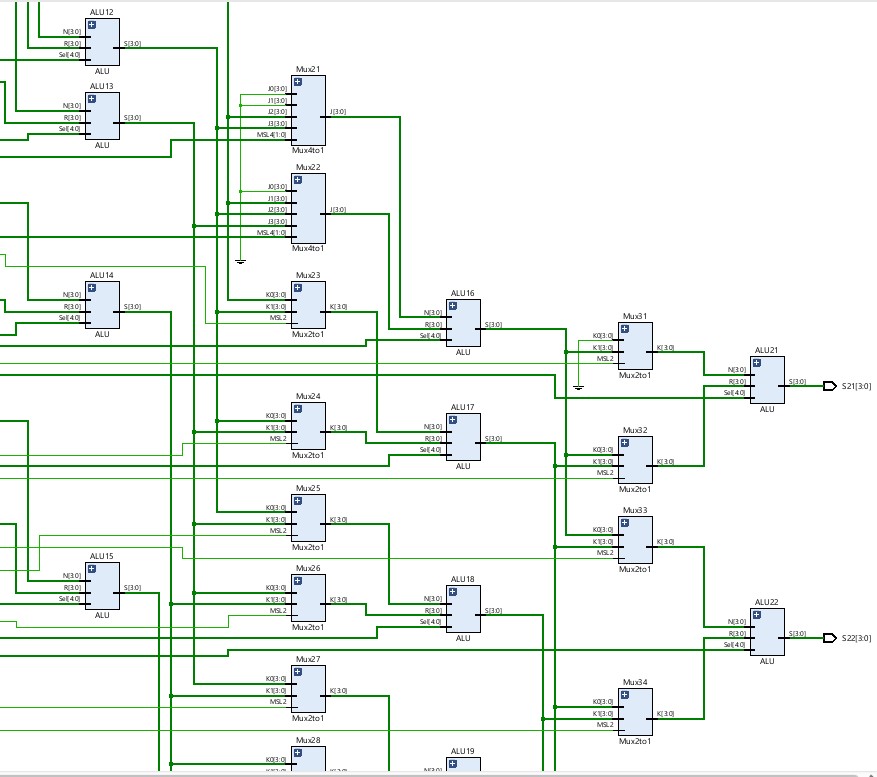 ALU12
N[3:0]
R[3:0]
Sel[4:0]
S[3:0]
ALU
ALU13
N[3:0]
R[3:0]
Sel[4:0]
S[3:0]
ALU
Mux21
J0[3:0]
J1[3:0]
J2[3:0]
J3[3:0]
MSL4[1:0]
J[3:0]
Mux4to1
Mux22
J0[3:0]
J1[3:0]
J2[3:0]
J3[3:0]
MSL4[1:0]
J[3:0]
Mux4to1
ALU14
N[3:0]
R[3:0]
Sel[4:0]
S[3:0]
ALU
Mux23
K0[3:0]
K1[3:0]
MSL2
K[3:0]
Mux2to1
ALU16
N[3:0]
R[3:0]
Sel[4:0]
S[3:0]
ALU
Mux31
K0[3:0]
K1[3:0]
MSL2
K[3:0]
Mux2to1
ALU21
N[3:0]
R[3:0]
Sel[4:0]
S[3:0]
ALU
S21[3:0]
Mux24
K0[3:0]
K1[3:0]
MSL2
K[3:0]
Mux2to1
ALU17
N[3:0]
R[3:0]
Sel[4:0]
S[3:0]
ALU
Mux32
K0[3:0]
K1[3:0]
MSL2
K[3:0]
Mux2to1
Mux25
K0[3:0]
K1[3:0]
MSL2
K[3:0]
Mux2to1
Mux33
K0[3:0]
K1[3:0]
MSL2
K[3:0]
Mux2to1
ALU15
N[3:0]
R[3:0]
Sel[4:0]
S[3:0]
ALU
Mux26
K0[3:0]
K1[3:0]
MSL2
K[3:0]
Mux2to1
ALU18
N[3:0]
R[3:0]
Sel[4:0]
S[3:0]
ALU
ALU22
N[3:0]
R[3:0]
Sel[4:0]
S[3:0]
ALU
S22[3:0]
Mux27
K0[3:0]
K1[3:0]
MSL2
K[3:0]
Mux2to1
Mux34
K0[3:0]
K1[3:0]
MSL2
K[3:0]
Mux2to1
Mux28
K0[3:0]
K1[3:0]
K[3:0]
ALU19
N[3:0]